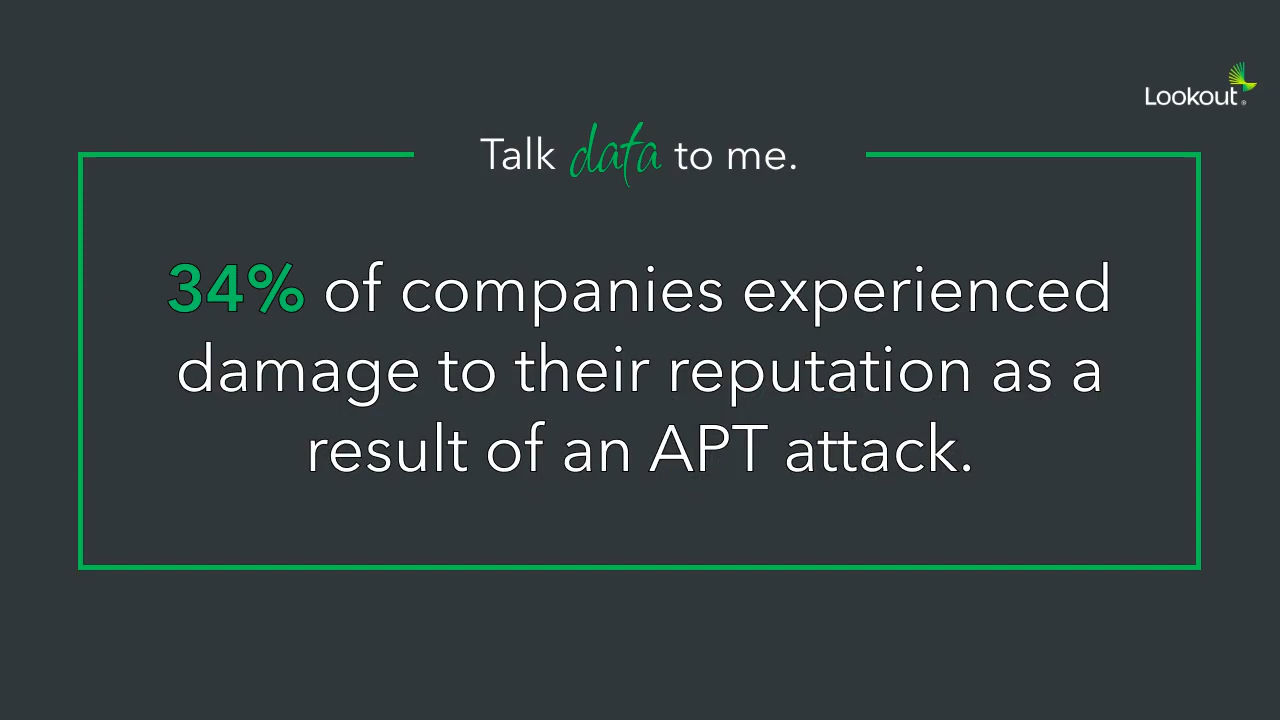 Lookout®
Talk data to me.
34% of companies experienced
damage to their reputation as a
result of an APT attack.